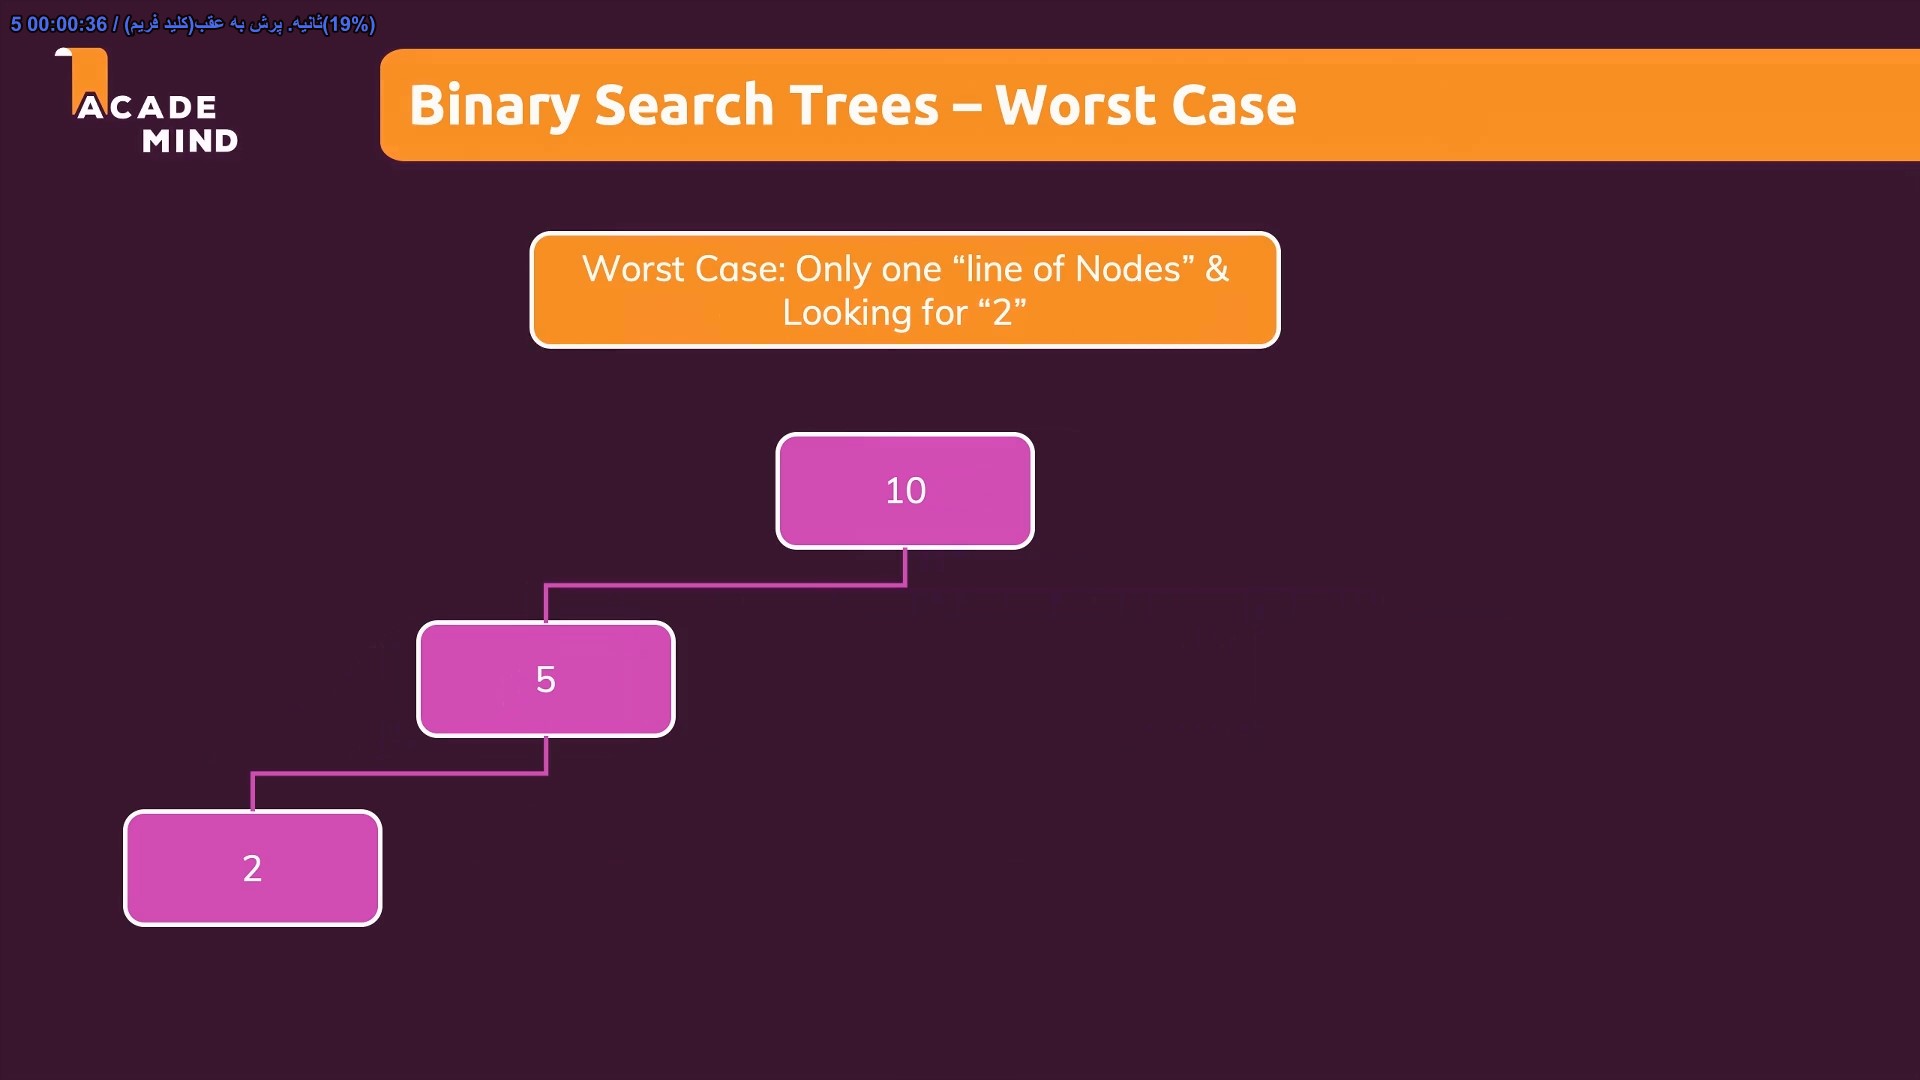 5 00:00:36 / (کلید فریم)ثانیه. پرش به عقب(19%)
ACADE
MIND
Binary Search Trees – Worst Case
Worst Case: Only one “line of Nodes” &
Looking for “2”
10
5
2